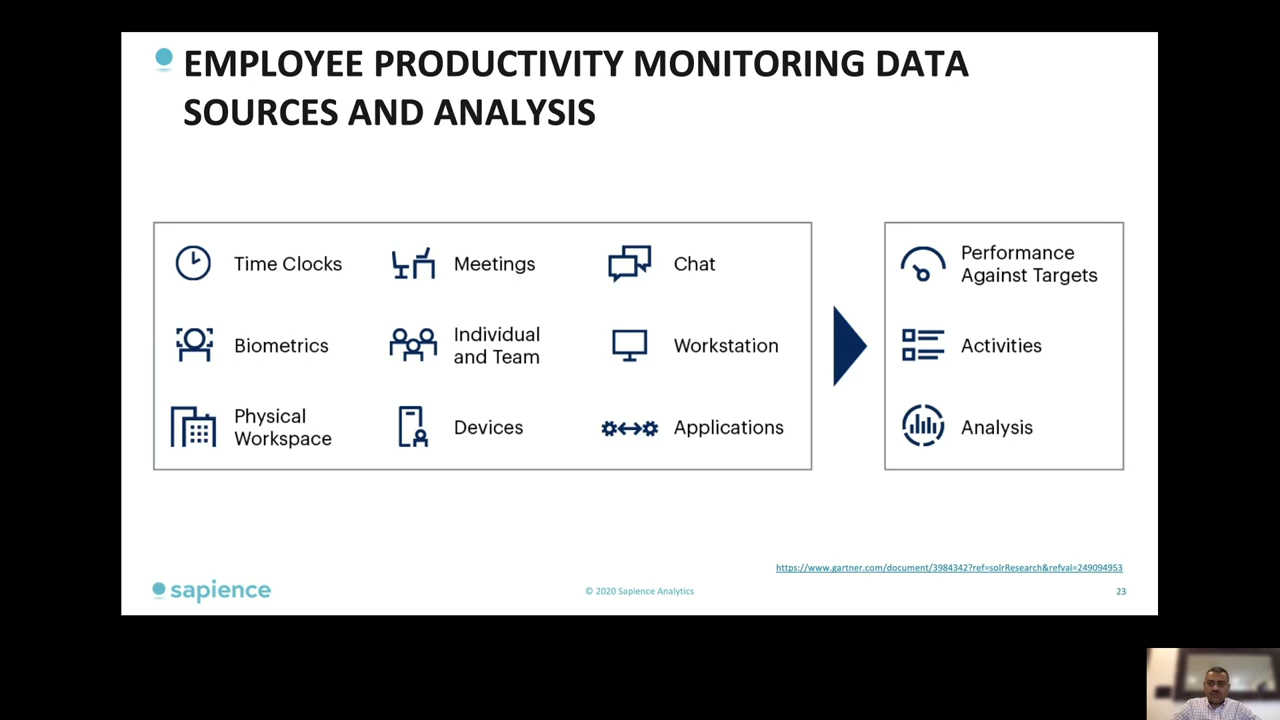 EMPLOYEE PRODUCTIVITY MONITORING DATA
SOURCES AND ANALYSIS
Time Clocks
Meetings
Chat
Biometrics
Individual
and Team
Workstation
Physical
Workspace
Devices
Applications
Performance
Against Targets
Activities
Analysis
https://www.gartner.com/document/3984342?ref=solrResearch&refval=249094953
sapience
© 2020 Sapience Analytics
23